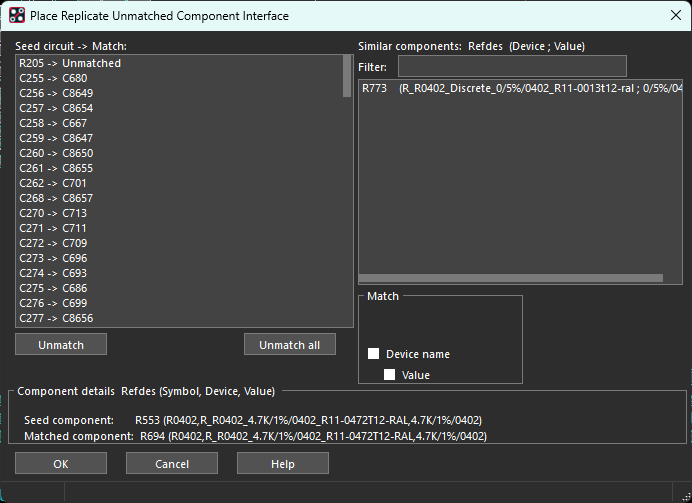 Place Replicate Unmatched Component Interface
Seed circuit -> Match:
R205 -> Unmatched
C255 -> C680
C256 -> C8649
C257 -> C8654
C258 -> C667
C259 -> C8647
C260 -> C8650
C261 -> C8655
C262 -> C701
C268 -> C8657
C270 -> C713
C271 -> C711
C272 -> C709
C273 -> C696
C274 -> C693
C275 -> C686
C276 -> C699
C277 -> C8656
Unmatch
Unmatch all
Similar components: Refdes (Device ; Value)
Filter:
R773 (R_R0402_Discrete_0/5%/0402_R11-0013t12-ral ; 0/5%/04
Match
Device name
Value
Component details Refdes (Symbol, Device, Value)
Seed component: R553 (R0402,R_R0402_4.7K/1%/0402_R11-0472T12-RAL,4.7K/1%/0402)
Matched component: R694 (R0402,R_R0402_4.7K/1%/0402_R11-0472T12-RAL,4.7K/1%/0402)
OK
Cancel
Help